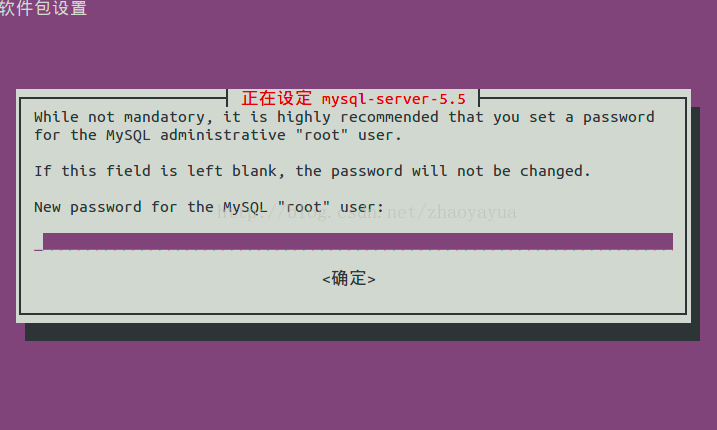 软件包设置
正在设定 mysql-server-5.5
While not mandatory, it is highly recommended that you set a password
for the MySQL administrative "root" user.
If this field is left blank, the password will not be changed.
New password for the MySQL "root" user:
http://blog.csdn.net/zhaoyayua
<确定>